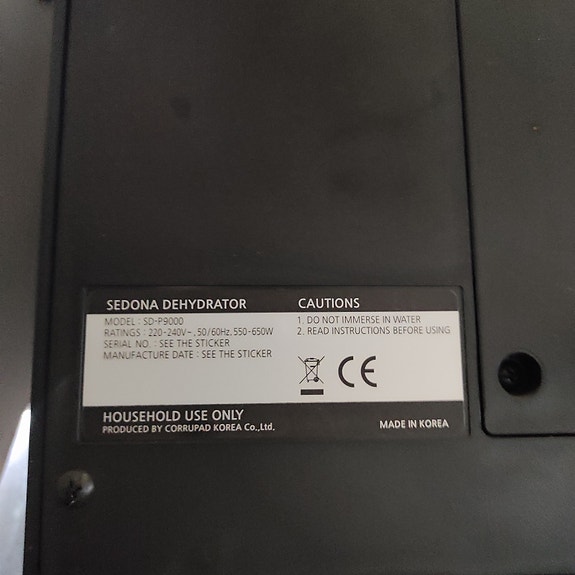 SEDONA DEHYDRATOR
MODEL : SD-P9000
RATINGS : 220-240V~, 50/60Hz, 550-650W
SERIAL NO. : SEE THE STICKER
MANUFACTURE DATE : SEE THE STICKER
CAUTIONS
1. DO NOT IMMERSE IN WATER
2. READ INSTRUCTIONS BEFORE USING
CE
HOUSEHOLD USE ONLY
PRODUCED BY CORRUPAD KOREA Co.,Ltd.
MADE IN KOREA